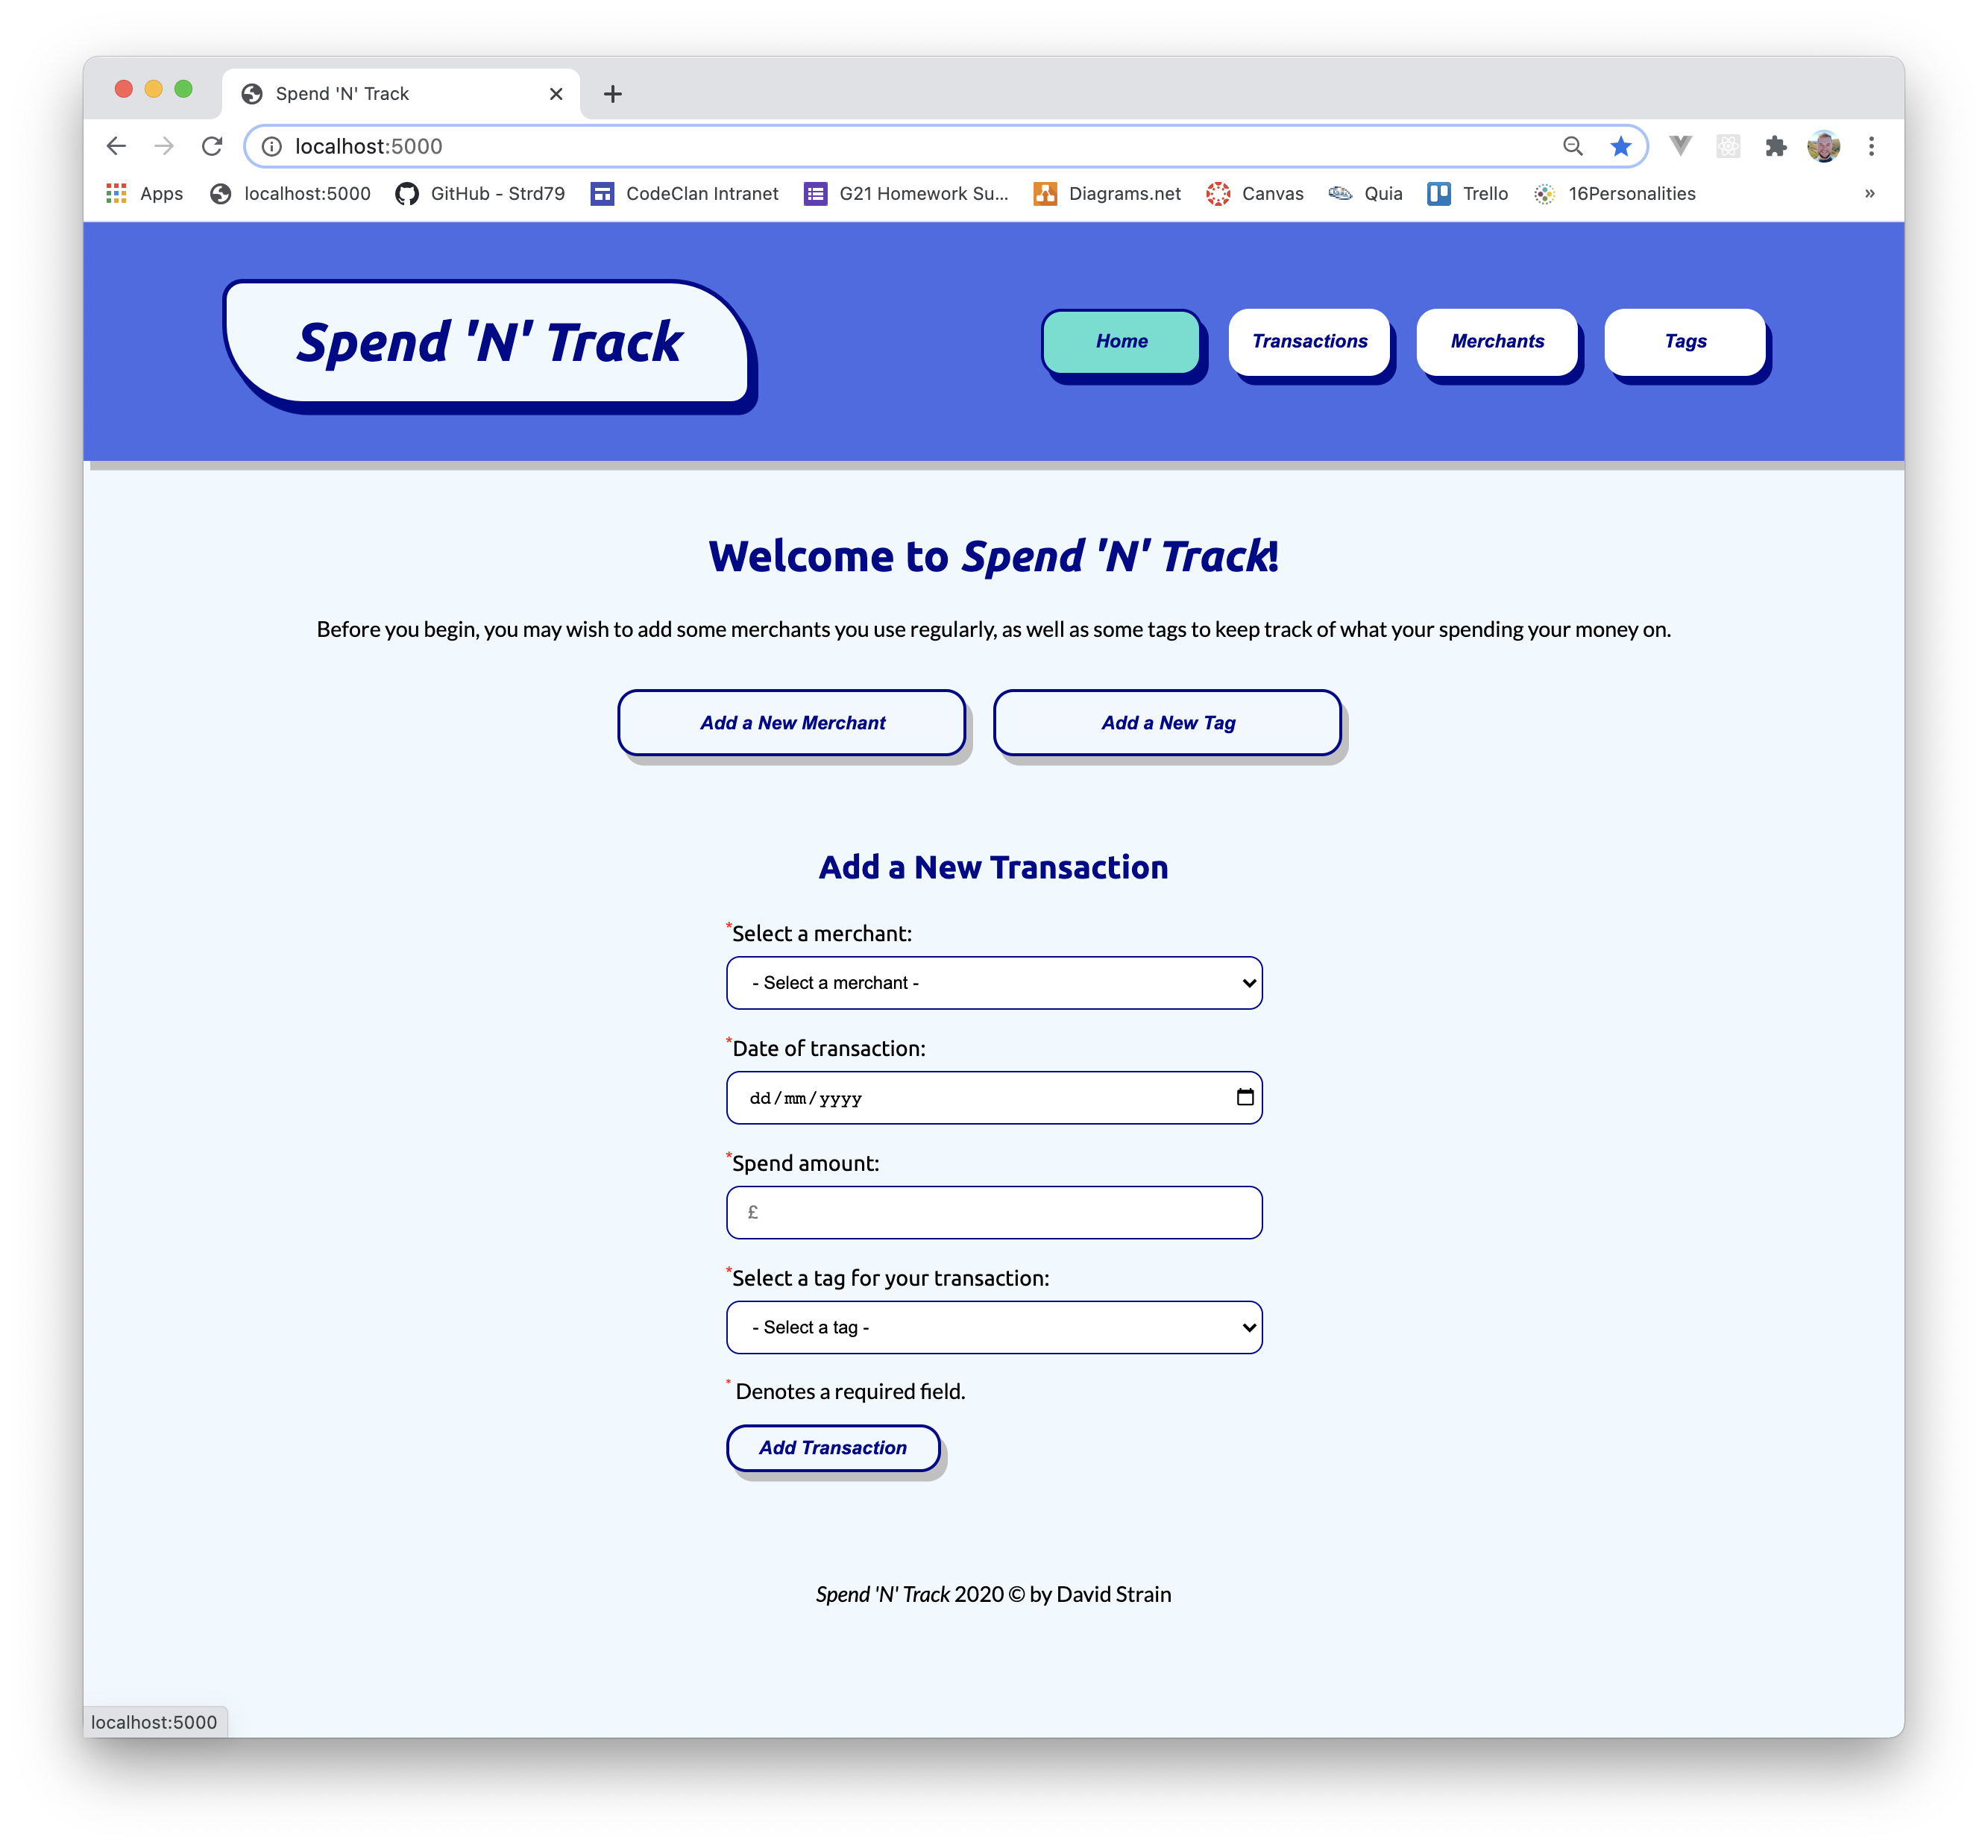 Spend 'N' Track
localhost:5000
Apps
localhost:5000
GitHub - Strd79
CodeClan Intranet
G21 Homework Su...
Diagrams.net
Canvas
Quia
Trello
16Personalities
»
Spend 'N' Track
Home
Transactions
Merchants
Tags
Welcome to Spend 'N' Track!
Before you begin, you may wish to add some merchants you use regularly, as well as some tags to keep track of what your spending your money on.
Add a New Merchant
Add a New Tag
Add a New Transaction
*Select a merchant:
- Select a merchant -
*Date of transaction:
dd/mm/yyyy
*Spend amount:
£
*Select a tag for your transaction:
- Select a tag -
* Denotes a required field.
Add Transaction
Spend 'N' Track 2020 © by David Strain
localhost:5000